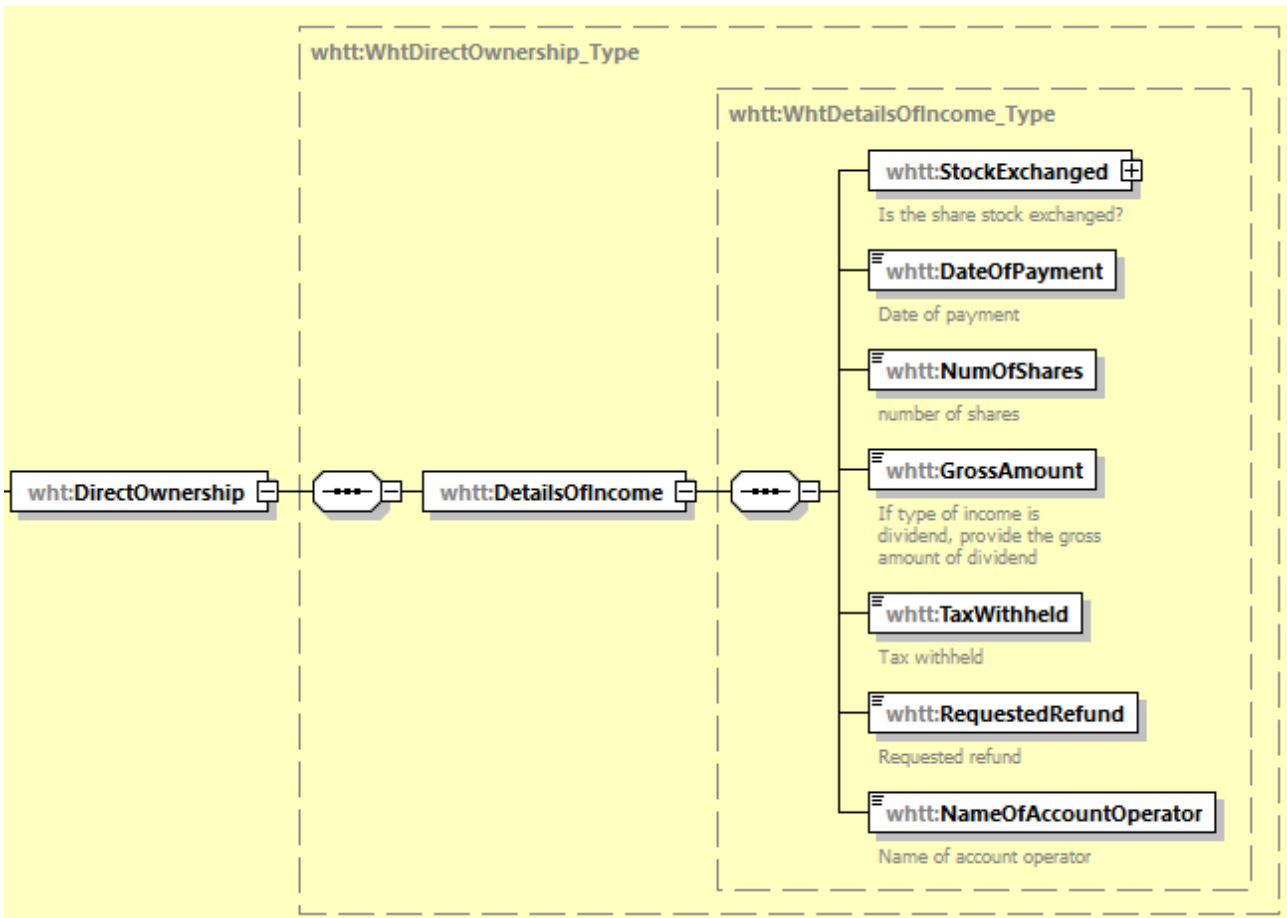 whtt:WhtDirectOwnership_Type
whtt:WhtDetailsOfIncome_Type
whtt:StockExchanged
Is the share stock exchanged?
whtt:DateOfPayment
Date of payment
whtt:NumOfShares
number of shares
wht:DirectOwnership
whtt:DetailsOfIncome
whtt:GrossAmount
If type of income is
dividend, provide the gross
amount of dividend
whtt:TaxWithheld
Tax withheld
whtt:RequestedRefund
Requested refund
whtt:NameOfAccountOperator
Name of account operator